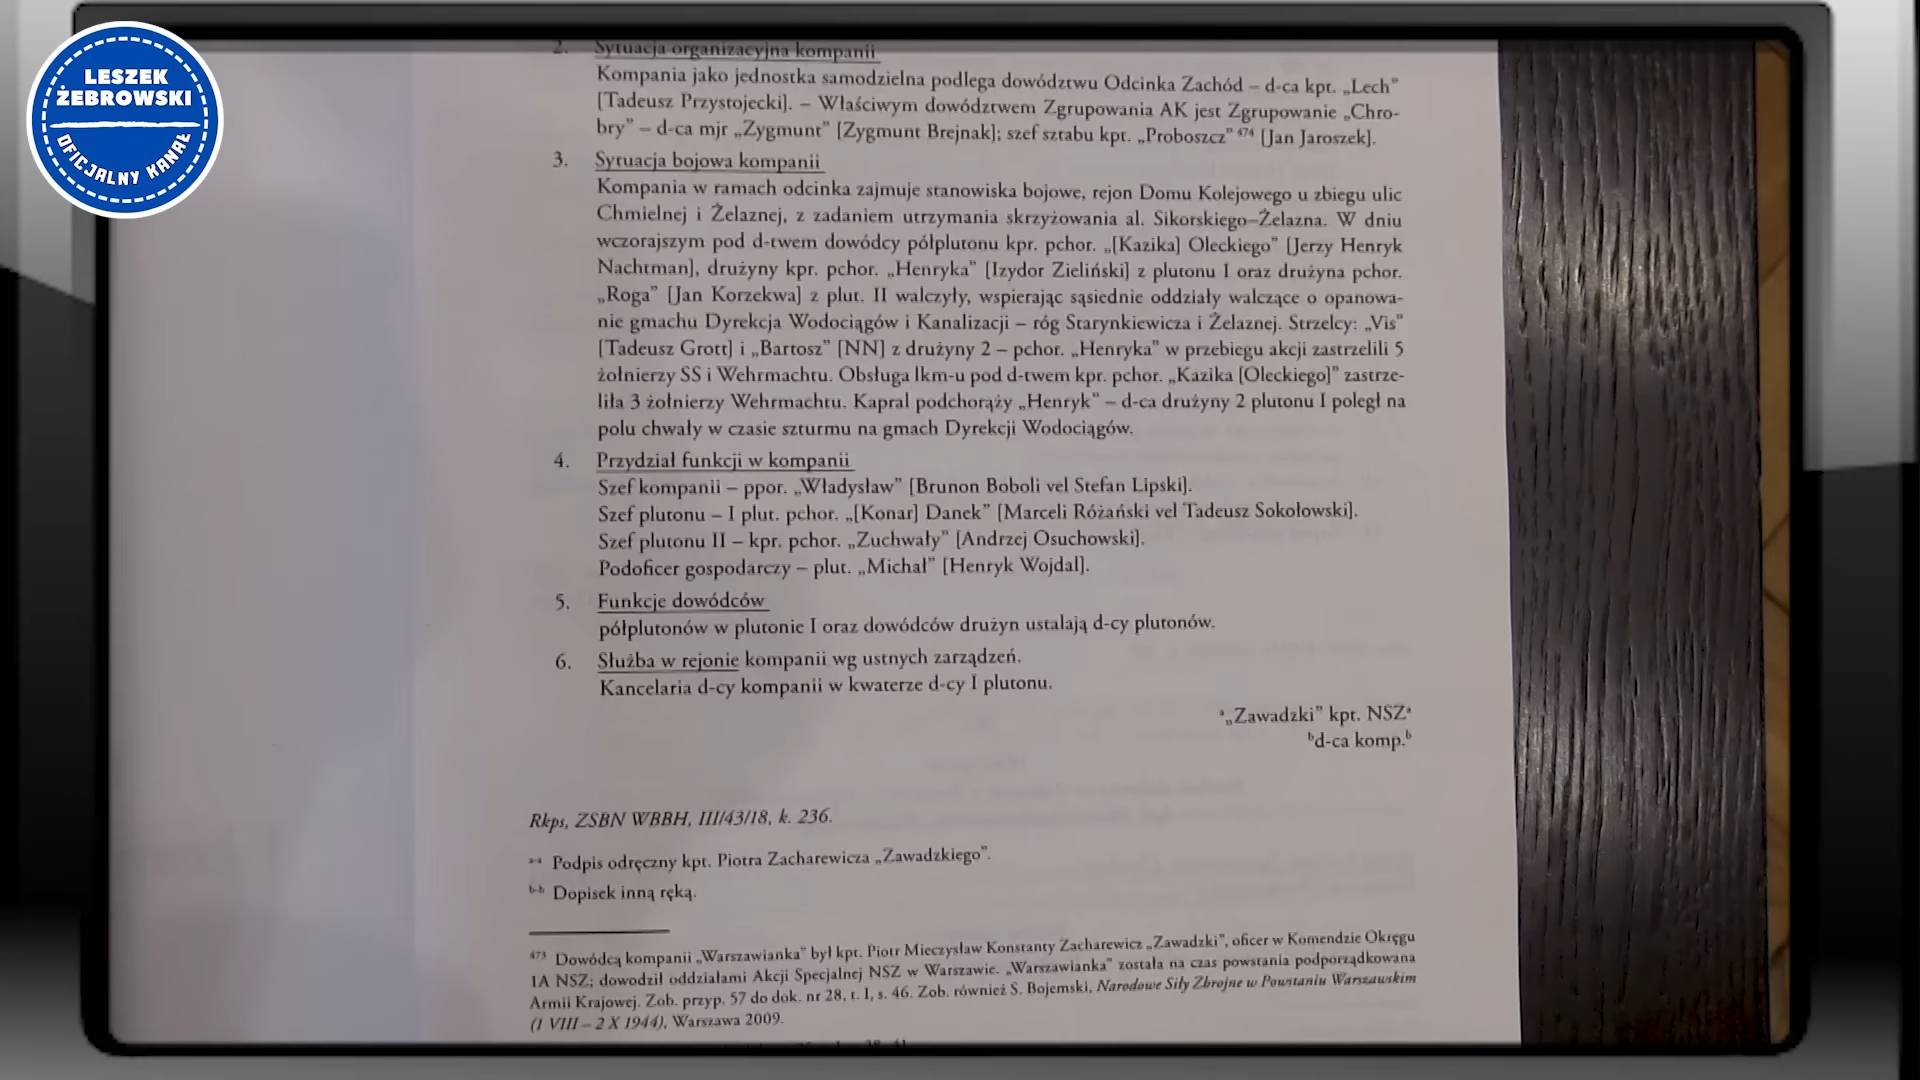 LESZEK
ŻEBROWSKI
OFICJALNY KANAŁ
2. Sytuacja organizacyjna kompanii
Kompania jako jednostka samodzielna podlega dowództwu Odcinka Zachód – d-ca kpt. „Lech”
[Tadeusz Przystojecki]. – Właściwym dowództwem Zgrupowania AK jest Zgrupowanie „Chro-
bry” – d-ca mjr „Zygmunt” [Zygmunt Brejnak]; szef sztabu kpt. „Proboszcz” 474 [Jan Jaroszek].
3. Sytuacja bojowa kompanii
Kompania w ramach odcinka zajmuje stanowiska bojowe, rejon Domu Kolejowego u zbiegu ulic
Chmielnej i Żelaznej, z zadaniem utrzymania skrzyżowania al. Sikorskiego–Żelazna. W dniu
wczorajszym pod d-twem dowódcy półplutonu kpr. pchor. „[Kazika] Oleckiego” [Jerzy Henryk
Nachtman], drużyny kpr. pchor. „Henryka” [Izydor Zieliński] z plutonu I oraz drużyna pchor.
„Roga” [Jan Korzekwa] z plut. II walczyły, wspierając sąsiednie oddziały walczące o opanowa-
nie gmachu Dyrekcja Wodociągów i Kanalizacji – róg Starynkiewicza i Żelaznej. Strzelcy: „Vis”
[Tadeusz Grott] i „Bartosz” [NN] z drużyny 2 – pchor. „Henryka” w przebiegu akcji zastrzelili 5
żołnierzy SS i Wehrmachtu. Obsługa lkm-u pod d-twem kpr. pchor. „Kazika [Oleckiego]” zastrze-
liła 3 żołnierzy Wehrmachtu. Kapral podchorąży „Henryk” – d-ca drużyny 2 plutonu I poległ na
polu chwały w czasie szturmu na gmach Dyrekcji Wodociągów.
4. Przydział funkcji w kompanii
Szef kompanii – ppor. „Władysław” [Brunon Boboli vel Stefan Lipski].
Szef plutonu – I plut. pchor. „[Konar] Danek” [Marceli Różański vel Tadeusz Sokołowski].
Szef plutonu II – kpr. pchor. „Zuchwały” [Andrzej Osuchowski].
Podoficer gospodarczy – plut. „Michał” [Henryk Wojdal].
5. Funkcje dowódców
półplutonów w plutonie I oraz dowódców drużyn ustalają d-cy plutonów.
6. Służba w rejonie kompanii wg ustnych zarządzeń.
Kancelaria d-cy kompanii w kwaterze d-cy I plutonu.
a„Zawadzki” kpt. NSZa
bd-ca komp.b
Rkps, ZSBN WBBH, III/43/18, k. 236.
a-a Podpis odręczny kpt. Piotra Zacharewicza „Zawadzkiego”.
b-b Dopisek inną ręką.
473 Dowódcą kompanii „Warszawianka” był kpt. Piotr Mieczysław Konstanty Zacharewicz „Zawadzki”, oficer w Komendzie Okręgu
1A NSZ; dowodził oddziałami Akcji Specjalnej NSZ w Warszawie. „Warszawianka” została na czas powstania podporządkowana
Armii Krajowej. Zob. przyp. 57 do dok. nr 28, t. I, s. 46. Zob. również S. Bojemski, Narodowe Siły Zbrojne w Powstaniu Warszawskim
(1 VIII – 2 X 1944), Warszawa 2009.